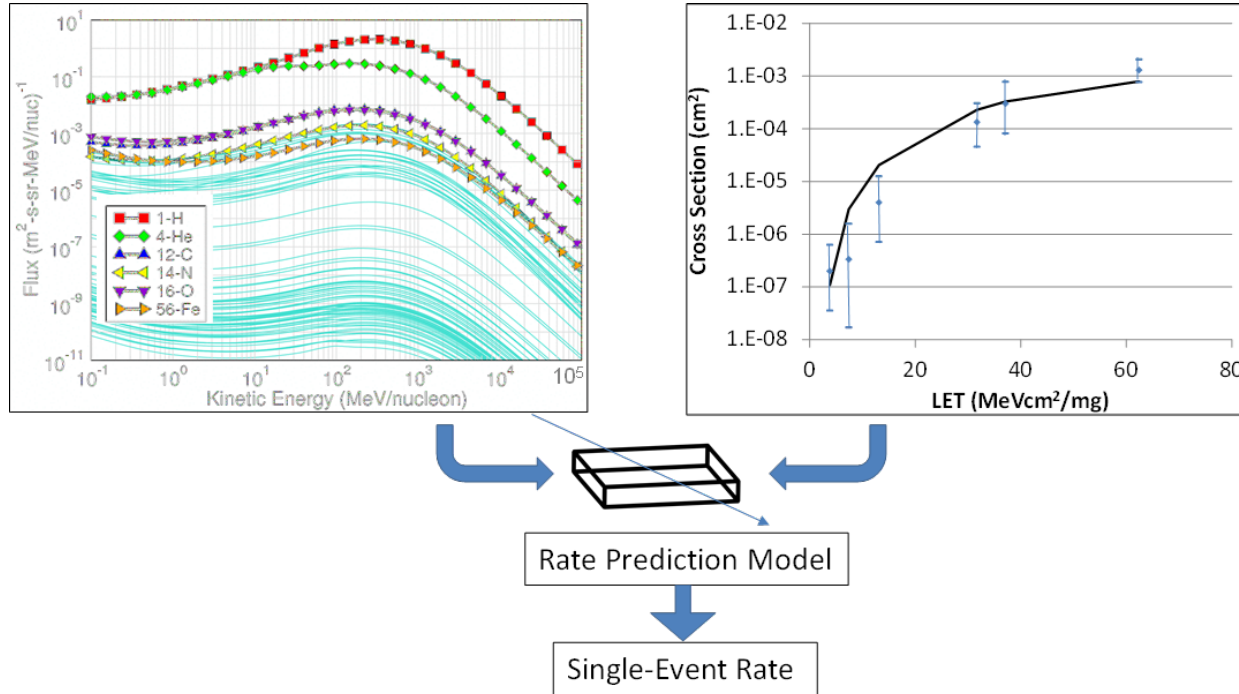 10^1
10^-1
10^-3
10^-5
10^-7
10^-9
10^-11
Flux (m^2-s-sr-MeV/nuc)^-1
1-H
4-He
12-C
14-N
16-O
56-Fe
10^-1 10^0 10^1 10^2 10^3 10^4 10^5
Kinetic Energy (MeV/nucleon)
1.E-02
1.E-03
1.E-04
1.E-05
1.E-06
1.E-07
1.E-08
Cross Section (cm²)
0 20 40 60 80
LET (MeVcm²/mg)
Rate Prediction Model
Single-Event Rate